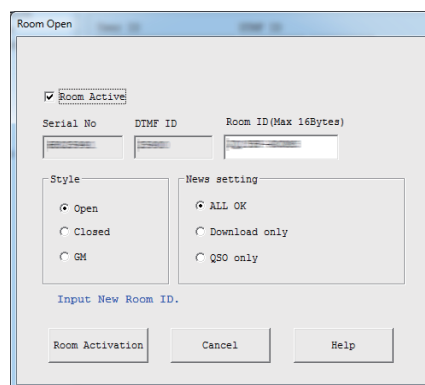 Room Open
Room Active
Serial No DTMF ID Room ID(Max 16Bytes)
Style News setting
Open ALL OK
Closed Download only
GM QSO only
Input New Room ID.
Room Activation Cancel Help